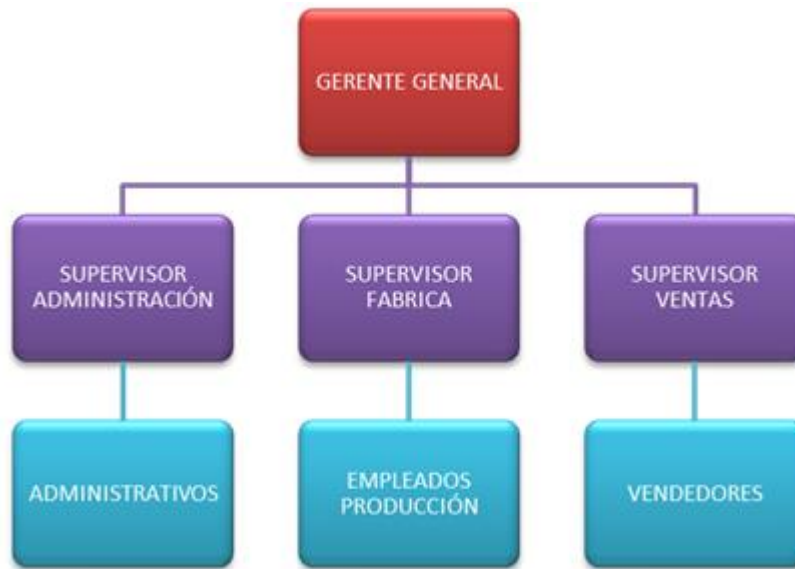 GERENTE GENERAL
SUPERVISOR
ADMINISTRACIÓN
SUPERVISOR
FABRICA
SUPERVISOR
VENTAS
ADMINISTRATIVOS
EMPLEADOS
PRODUCCIÓN
VENDEDORES